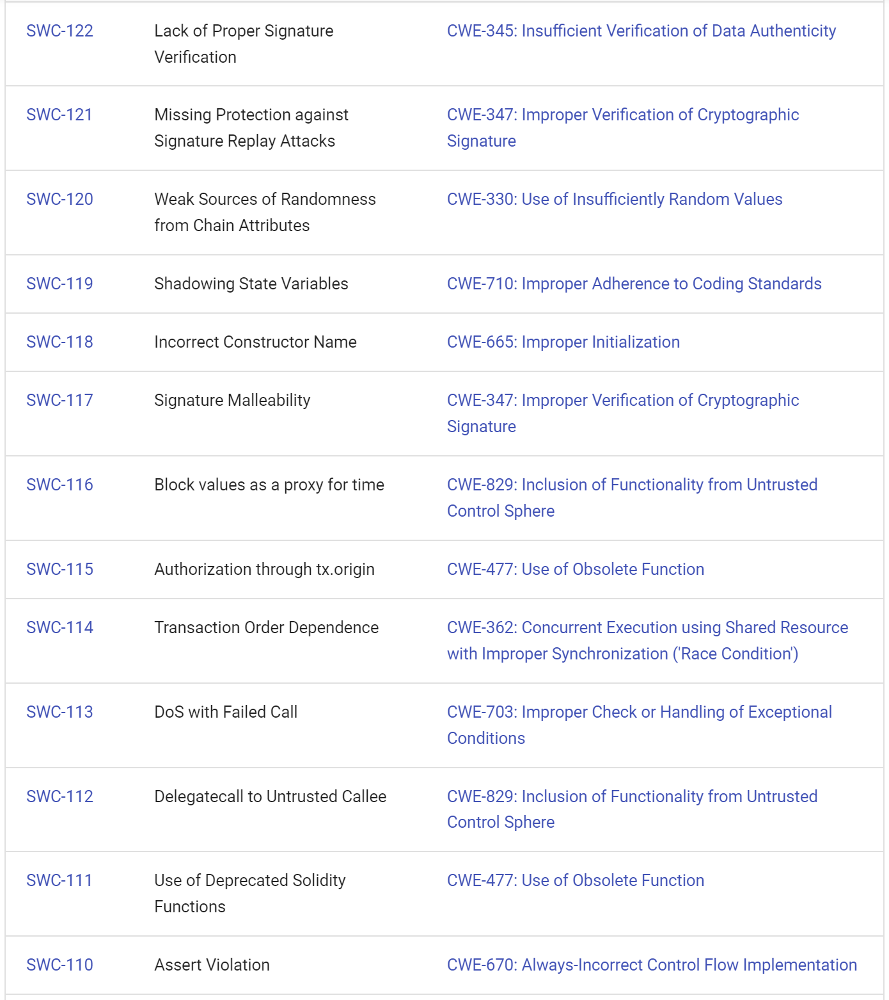 SWC-122 Lack of Proper Signature CWE-345: Insufficient Verification of Data Authenticity
Verification
SWC-121 Missing Protection against CWE-347: Improper Verification of Cryptographic
Signature Replay Attacks Signature
SWC-120 Weak Sources of Randomness CWE-330: Use of Insufficiently Random Values
from Chain Attributes
SWC-119 Shadowing State Variables CWE-710: Improper Adherence to Coding Standards
SWC-118 Incorrect Constructor Name CWE-665: Improper Initialization
SWC-117 Signature Malleability CWE-347: Improper Verification of Cryptographic
Signature
SWC-116 Block values as a proxy for time CWE-829: Inclusion of Functionality from Untrusted
Control Sphere
SWC-115 Authorization through tx.origin CWE-477: Use of Obsolete Function
SWC-114 Transaction Order Dependence CWE-362: Concurrent Execution using Shared Resource
with Improper Synchronization ('Race Condition')
SWC-113 DoS with Failed Call CWE-703: Improper Check or Handling of Exceptional
Conditions
SWC-112 Delegatecall to Untrusted Callee CWE-829: Inclusion of Functionality from Untrusted
Control Sphere
SWC-111 Use of Deprecated Solidity CWE-477: Use of Obsolete Function
Functions
SWC-110 Assert Violation CWE-670: Always-Incorrect Control Flow Implementation